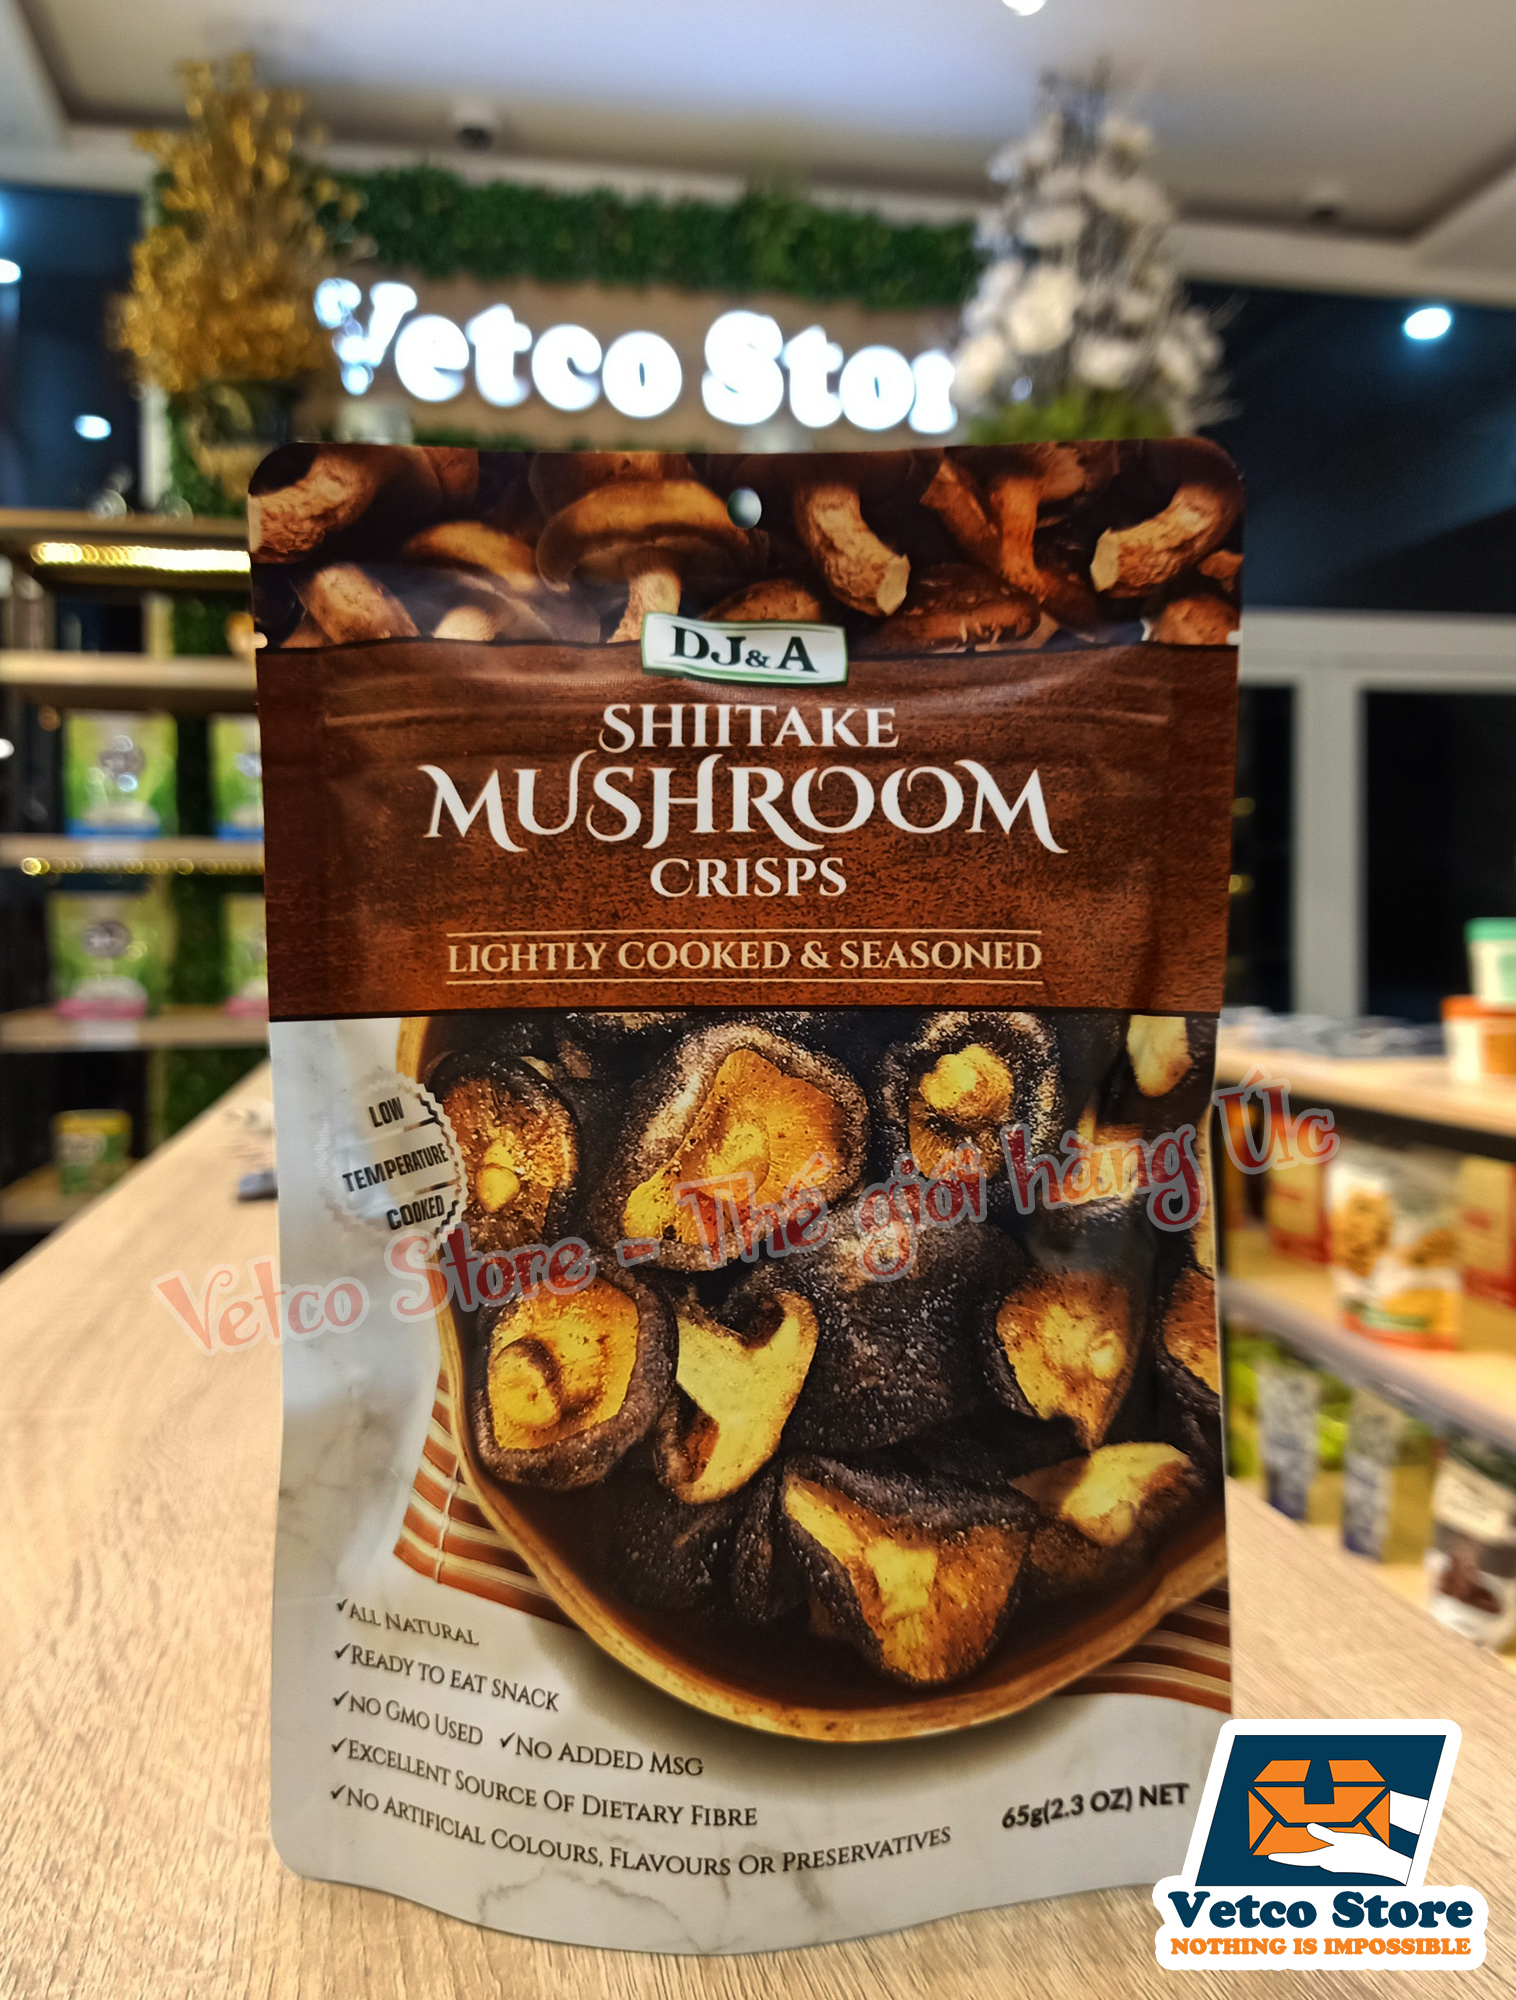 Vetco Stor
DJ&A
SHIITAKE
MUSHROOM
CRISPS
LIGHTLY COOKED & SEASONED
LOW
TEMPERATURE
COOKED
Vetco Store - Thế giới hàng Úc
✓ALL NATURAL
✓READY TO EAT SNACK
✓NO GMO USED ✓NO ADDED MSG
✓EXCELLENT SOURCE OF DIETARY FIBRE
✓NO ARTIFICIAL COLOURS, FLAVOURS OR PRESERVATIVES
65g(2.3 OZ) NET
Vetco Store
NOTHING IS IMPOSSIBLE